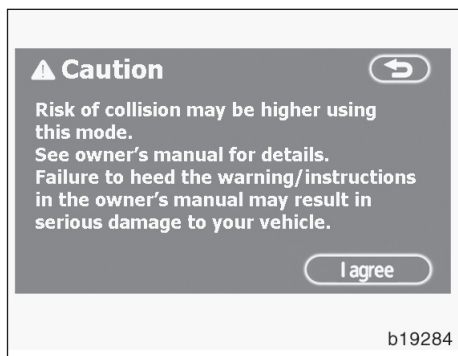 Caution
Risk of collision may be higher using
this mode.
See owner's manual for details.
Failure to heed the warning/instructions
in the owner's manual may result in
serious damage to your vehicle.
I agree
b19284